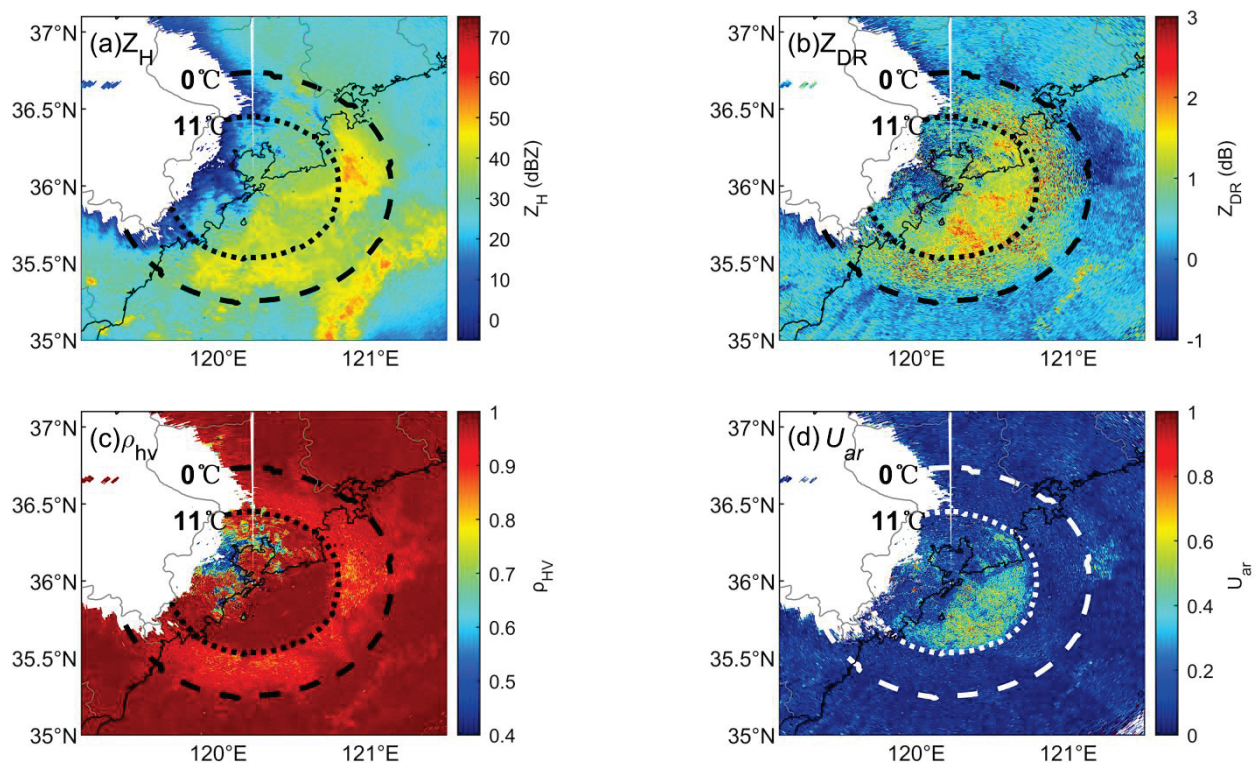 (a)Z_H
0℃
11℃
37°N
36.5°N
36°N
35.5°N
35°N
120°E
121°E
70
60
50
40
30
20
10
0
Z_H (dBZ)
(b)Z_DR
0℃
11℃
37°N
36.5°N
36°N
35.5°N
35°N
120°E
121°E
3
2
1
0
-1
Z_DR (dB)
(c)ρ_hv
0℃
11℃
37°N
36.5°N
36°N
35.5°N
35°N
120°E
121°E
1
0.9
0.8
0.7
0.6
0.5
0.4
ρ_HV
(d) U_ar
0℃
11℃
37°N
36.5°N
36°N
35.5°N
35°N
120°E
121°E
1
0.8
0.6
0.4
0.2
0
U_ar